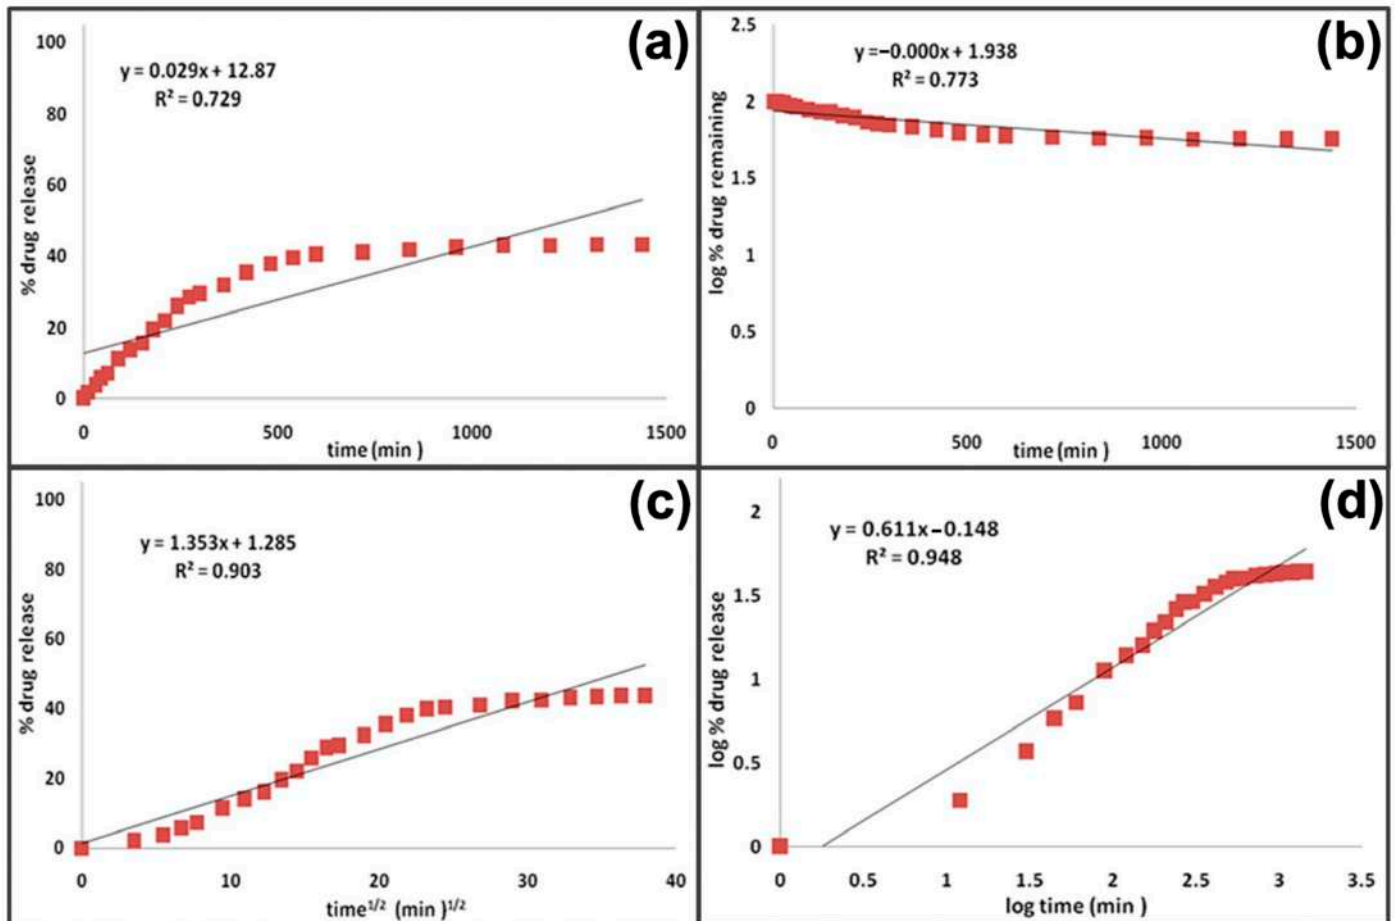 (a)
y = 0.029x + 12.87
R² = 0.729
% drug release
100
80
60
40
20
0
0 500 1000 1500
time (min )
(b)
y =−0.000x + 1.938
R² = 0.773
log % drug remaining
2.5
2
1.5
1
0.5
0
0 500 1000 1500
time (min )
(c)
y = 1.353x + 1.285
R² = 0.903
% drug release
100
80
60
40
20
0
0 10 20 30 40
time¹/² (min )¹/²
(d)
y = 0.611x−0.148
R² = 0.948
log % drug release
2
1.5
1
0.5
0
0 0.5 1 1.5 2 2.5 3 3.5
log time (min )